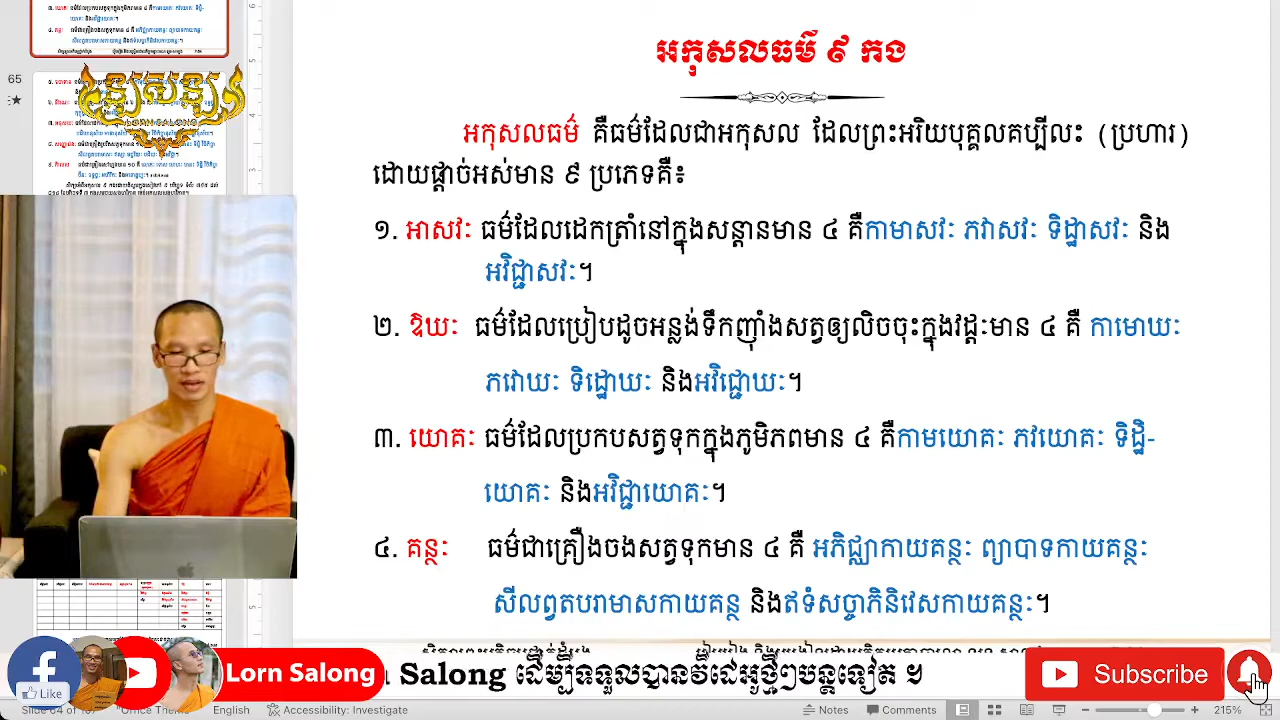 អកុសលធម៌ ៩ កង
អកុសលធម៌ គឺធម៌ដែលជាអកុសល ដែលព្រះអរិយបុគ្គលគប្បីលះ (ប្រហារ)
ដោយផ្តាច់អស់មាន ៩ ប្រភេទគឺ៖
១. អាសវៈ ធម៌ដែលដេកត្រាំនៅក្នុងសន្តានមាន ៤ គឺកាមាសវៈ ភវាសវៈ ទិដ្ឋាសវៈ និង
អវិជ្ជាសវៈ។
២. ឱឃៈ ធម៌ដែលប្រៀបដូចអន្លង់ទឹកញ៉ាំងសត្វឲ្យលិចចុះក្នុងវដ្តៈមាន ៤ គឺ កាមោឃៈ
ភវោឃៈ ទិដ្ឋោឃៈ និងអវិជ្ជោឃៈ។
៣. យោគៈ ធម៌ដែលប្រកបសត្វទុកក្នុងភូមិភពមាន ៤ គឺកាមយោគៈ ភវយោគៈ ទិដ្ឋិ-
យោគៈ និងអវិជ្ជាយោគៈ។
៤. គន្ថៈ ធម៌ជាគ្រឿងចងសត្វទុកមាន ៤ គឺ អភិជ្ឈាកាយគន្ថៈ ព្យាបាទកាយគន្ថៈ
សីលព្វតបរាមាសកាយគន្ថ និងឥទំសច្ចាភិនិវេសកាយគន្ថៈ។
65
Like
Lorn Salong
Salong ដើម្បីទទួលបានវីដេអូថ្មីៗបន្តទៀត ។
Subscribe
English (United States)
Accessibility: Investigate
Notes
Comments
215%